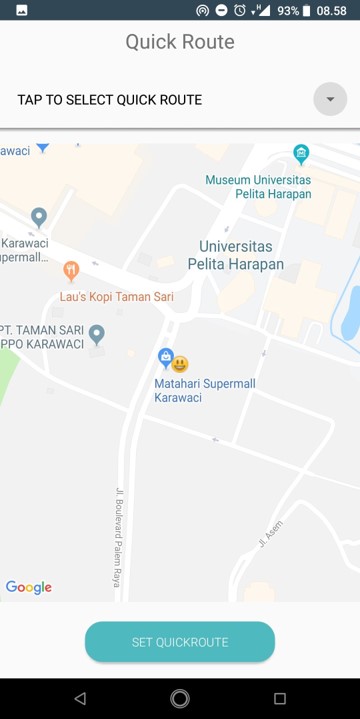 H
93%
08.58
Quick Route
TAP TO SELECT QUICK ROUTE
awaci
Museum Universitas
Pelita Harapan
Karawaci
upermall...
Universitas
Pelita Harapan
Lau's Kopi Taman Sari
PT. TAMAN SARI
PPO KARAWACI
Matahari Supermall
Karawaci
Jl. Boulevard Palem Raya
Jl. Asem
Google
SET QUICKROUTE